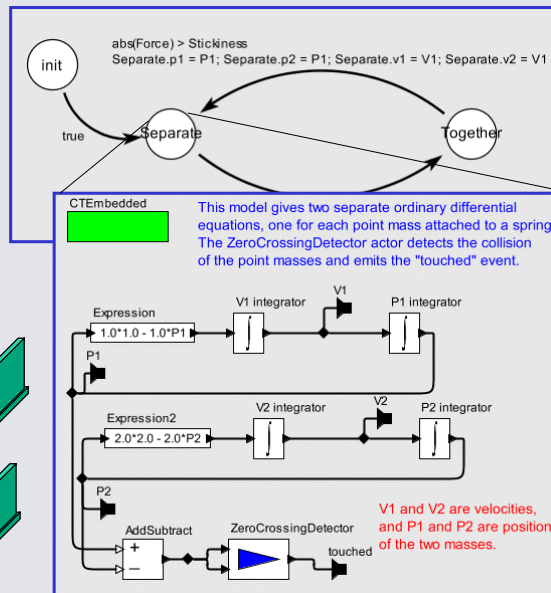 init
abs(Force) > Stickiness
Separate.p1 = P1; Separate.p2 = P1; Separate.v1 = V1; Separate.v2 = V1
true
Separate
Together
CTEmbedded
This model gives two separate ordinary differential
equations, one for each point mass attached to a spring
The ZeroCrossingDetector actor detects the collision
of the point masses and emits the "touched" event.
Expression
1.0*1.0 - 1.0*P1
V1 integrator
∫
V1
P1 integrator
∫
P1
Expression2
2.0*2.0 - 2.0*P2
V2 integrator
∫
V2
P2 integrator
∫
P2
V1 and V2 are velocities,
and P1 and P2 are position
of the two masses.
AddSubtract
+
−
ZeroCrossingDetector
touched